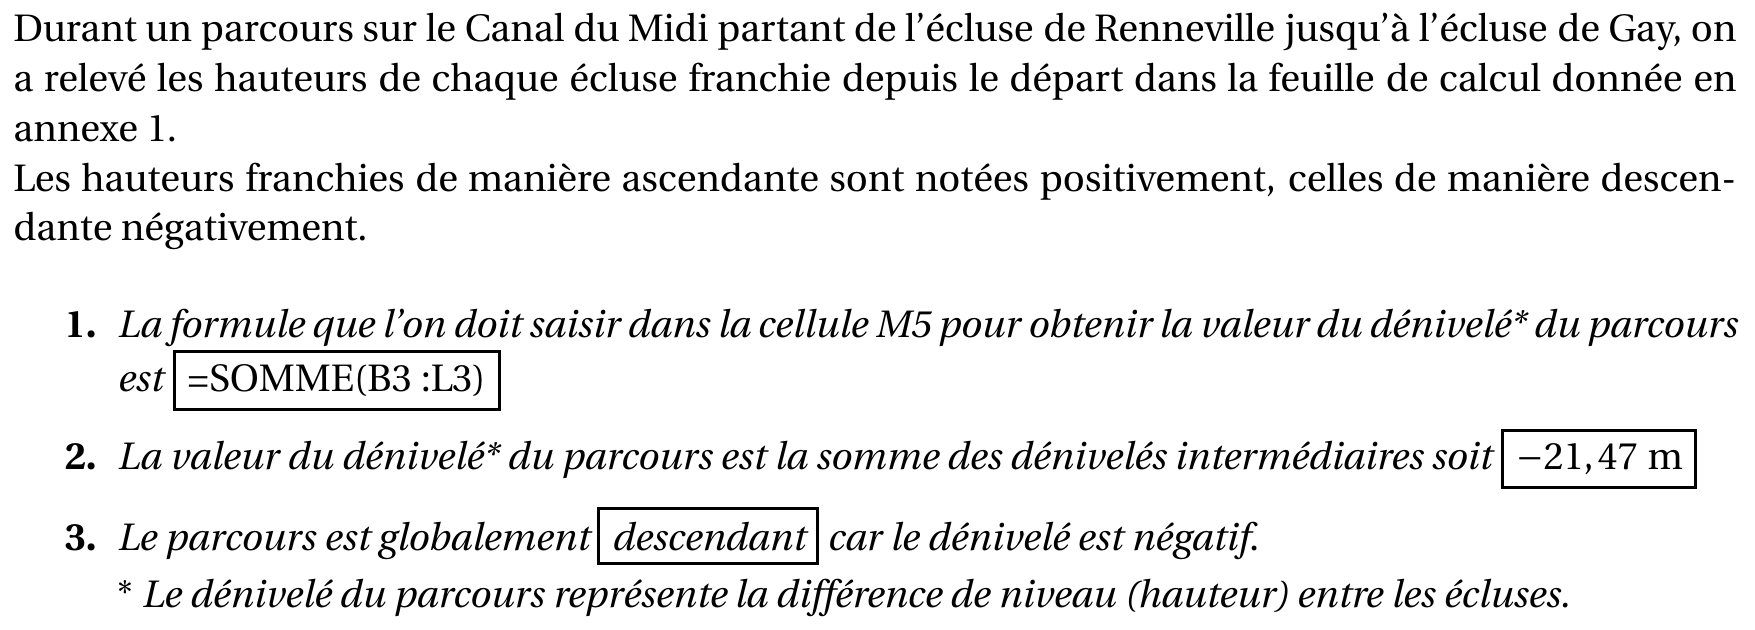 Durant un parcours sur le Canal du Midi partant de l’écluse de Renneville jusqu’à l’écluse de Gay, on
a relevé les hauteurs de chaque écluse franchie depuis le départ dans la feuille de calcul donnée en
annexe 1.
Les hauteurs franchies de manière ascendante sont notées positivement, celles de manière descen-
dante négativement.
1. La formule que l’on doit saisir dans la cellule M5 pour obtenir la valeur du dénivelé* du parcours
est =SOMME(B3 :L3)
2. La valeur du dénivelé* du parcours est la somme des dénivelés intermédiaires soit −21,47 m
3. Le parcours est globalement descendant car le dénivelé est négatif.
* Le dénivelé du parcours représente la différence de niveau (hauteur) entre les écluses.